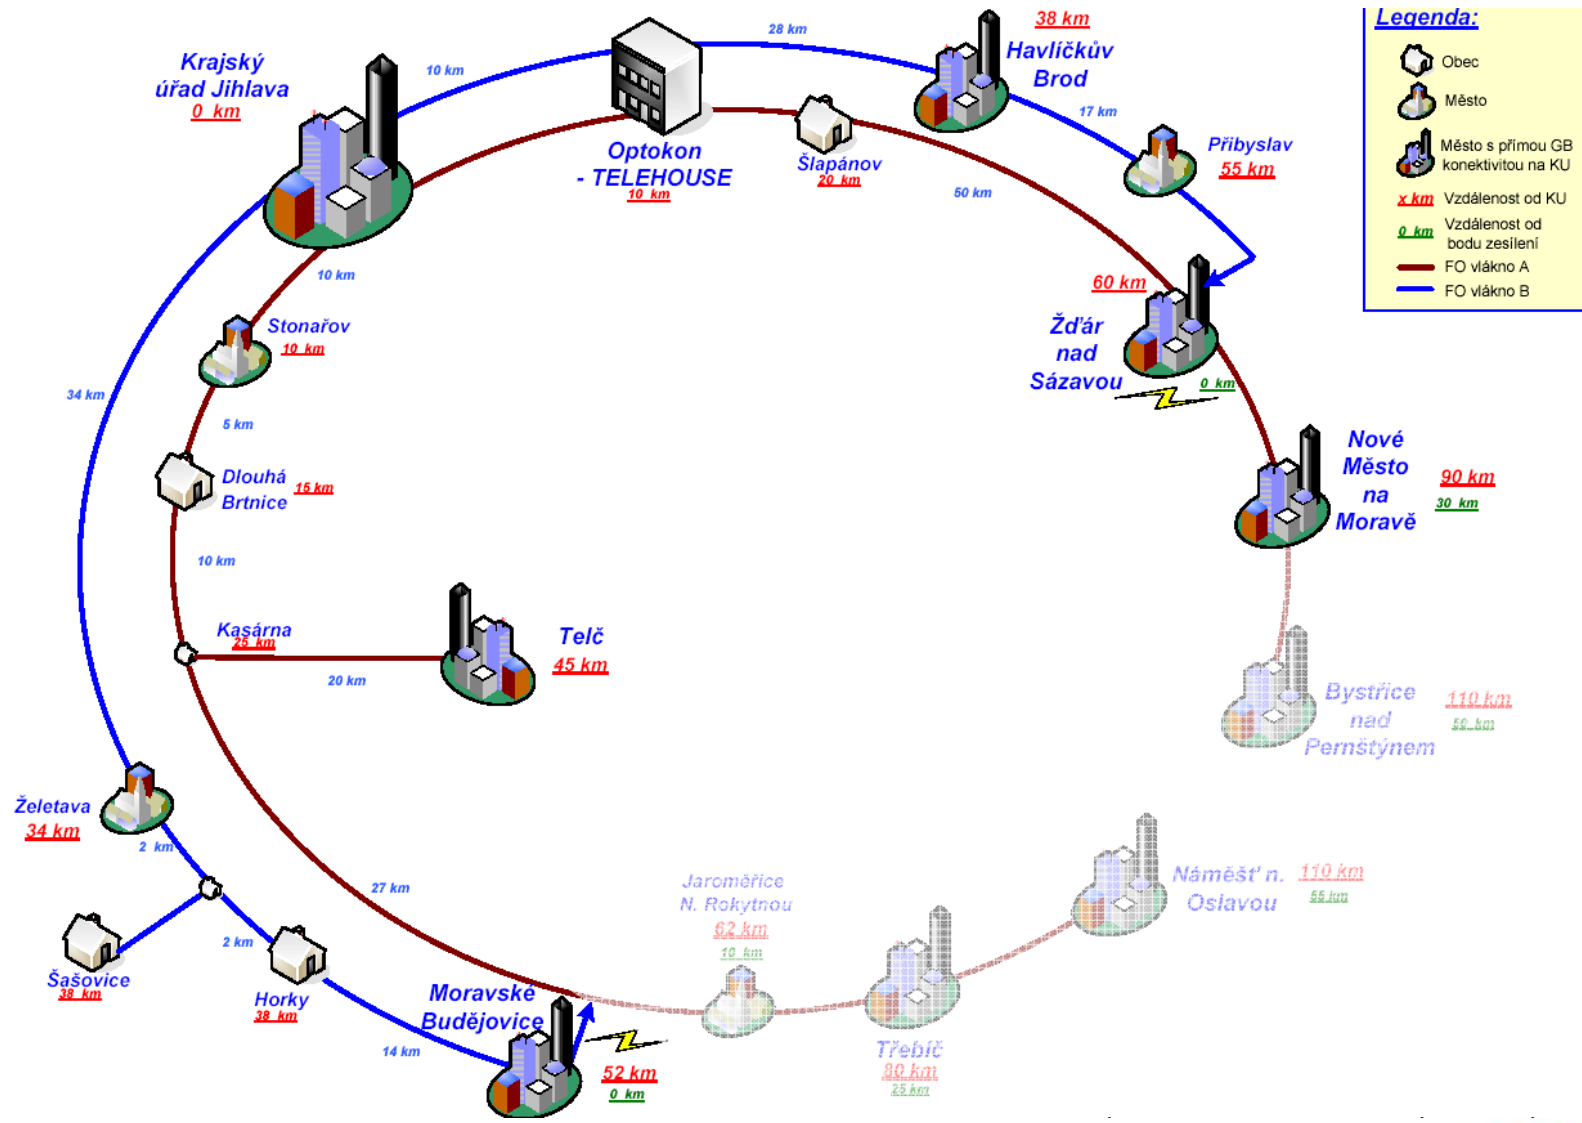 Legenda:
Obec
Město
Město s přímou GB
konektivitou na KU
x km Vzdálenost od KU
0 km Vzdálenost od
bodu zesílení
FO vlákno A
FO vlákno B
Krajský
úřad Jihlava
0 km
10 km
28 km
Optokon
- TELEHOUSE
10 km
Šlapánov
20 km
38 km
Havlíčkův
Brod
17 km
Přibyslav
55 km
50 km
60 km
Žďár
nad
Sázavou
0 km
Nové
Město
na
Moravě
90 km
30 km
Bystřice
nad
Pernštýnem
110 km
50 km
10 km
Stonařov
10 km
34 km
5 km
Dlouhá
Brtnice
15 km
10 km
Kasárna
25 km
20 km
Telč
45 km
Želetava
34 km
2 km
Šašovice
38 km
2 km
Horky
38 km
27 km
14 km
Moravské
Budějovice
52 km
0 km
Jaroměřice
N. Rokytnou
62 km
10 km
Třebíč
80 km
25 km
Náměšť n.
Oslavou
110 km
55 km